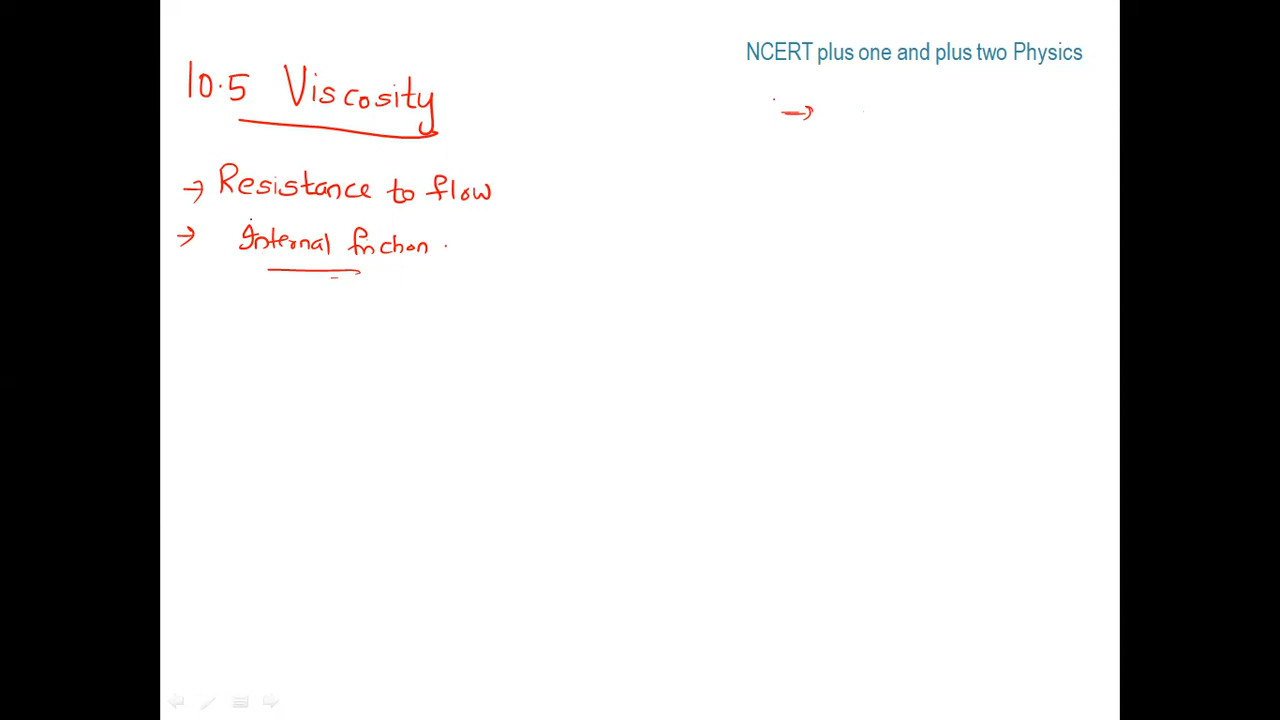 NCERT plus one and plus two Physics
10.5 Viscosity
→
→ Resistance to flow
→ Internal friction.